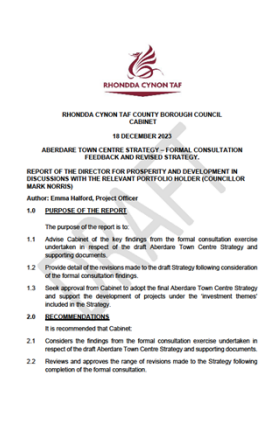 RHONDDA CYNON TAF
RHONDDA CYNON TAF COUNTY BOROUGH COUNCIL
CABINET
18 DECEMBER 2023
ABERDARE TOWN CENTRE STRATEGY – FORMAL CONSULTATION
FEEDBACK AND REVISED STRATEGY.
REPORT OF THE DIRECTOR FOR PROSPERITY AND DEVELOPMENT IN
DISCUSSIONS WITH THE RELEVANT PORTFOLIO HOLDER (COUNCILLOR
MARK NORRIS)
Author: Emma Halford, Project Officer
1.0 PURPOSE OF THE REPORT
The purpose of the report is to:
1.1 Advise Cabinet of the key findings from the formal consultation exercise
undertaken in respect of the draft Aberdare Town Centre Strategy and
supporting documents.
1.2 Provide detail of the revisions made to the draft Strategy following consideration
of the formal consultation findings.
1.3 Seek approval from Cabinet to adopt the final Aberdare Town Centre Strategy
and support the development of projects under the 'investment themes'
included in the Strategy.
2.0 RECOMMENDATIONS
It is recommended that Cabinet:
2.1 Considers the findings from the formal consultation exercise undertaken in
respect of the draft Aberdare Town Centre Strategy and supporting documents.
2.2 Reviews and approves the range of revisions made to the Strategy following
completion of the formal consultation.
DRAFT